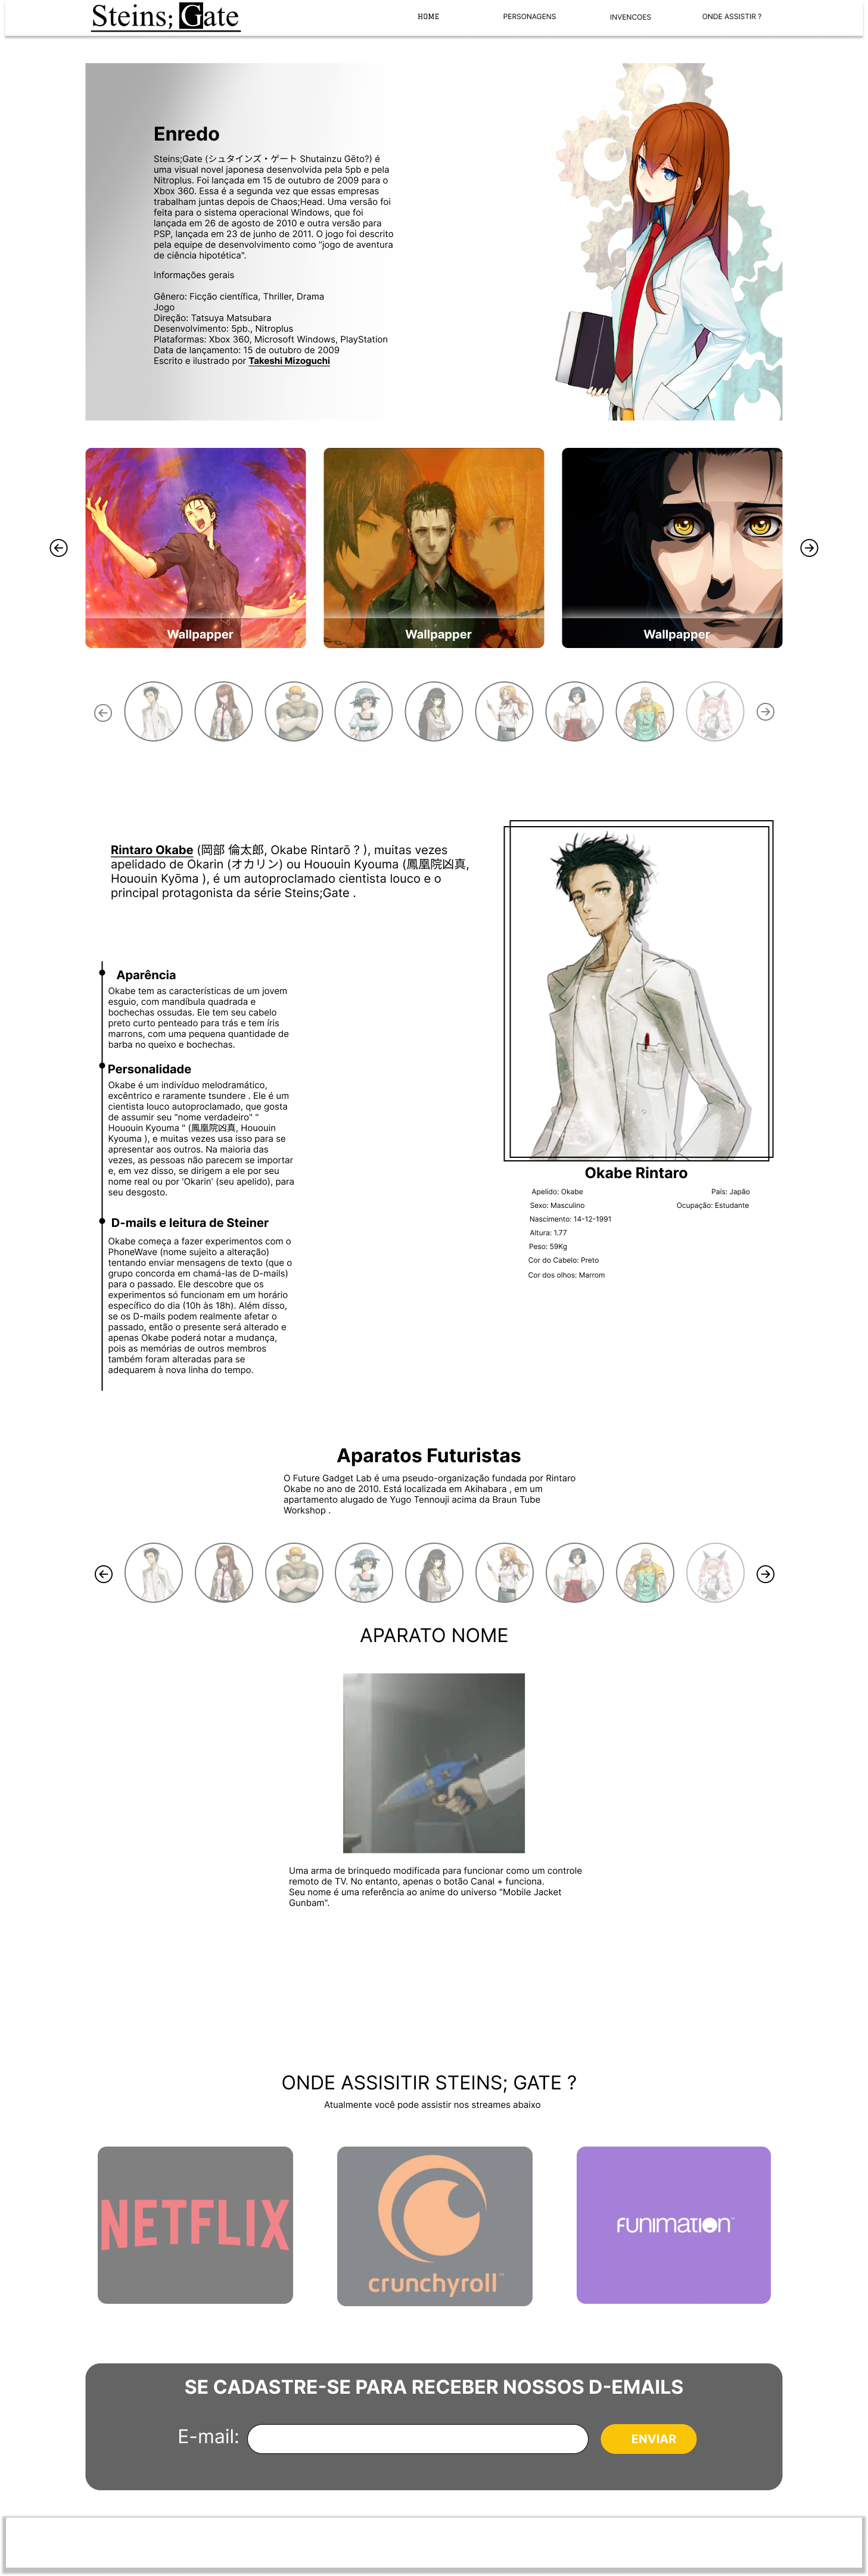 Steins; Gate
HOME PERSONAGENS INVENCOES ONDE ASSISTIR ?
Enredo
Steins;Gate (シュタインズ・ゲート Shutainzu Gēto?) é
uma visual novel japonesa desenvolvida pela 5pb e pela
Nitroplus. Foi lançada em 15 de outubro de 2009 para o
Xbox 360. Essa é a segunda vez que essas empresas
trabalham juntas depois de Chaos;Head. Uma versão foi
feita para o sistema operacional Windows, que foi
lançada em 26 de agosto de 2010 e outra versão para
PSP, lançada em 23 de junho de 2011. O jogo foi descrito
pela equipe de desenvolvimento como "jogo de aventura
de ciência hipotética".
Informações gerais
Gênero: Ficção científica, Thriller, Drama
Jogo
Direção: Tatsuya Matsubara
Desenvolvimento: 5pb., Nitroplus
Plataformas: Xbox 360, Microsoft Windows, PlayStation
Data de lançamento: 15 de outubro de 2009
Escrito e ilustrado por Takeshi Mizoguchi
Wallpapper
Wallpapper
Wallpapper
Rintaro Okabe (岡部 倫太郎, Okabe Rintarō ? ), muitas vezes
apelidado de Okarin (オカリン) ou Hououin Kyouma (鳳凰院凶真,
Hououin Kyōma ), é um autoproclamado cientista louco e o
principal protagonista da série Steins;Gate .
Aparência
Okabe tem as características de um jovem
esguio, com mandíbula quadrada e
bochechas ossudas. Ele tem seu cabelo
preto curto penteado para trás e tem íris
marrons, com uma pequena quantidade de
barba no queixo e bochechas.
Personalidade
Okabe é um indivíduo melodramático,
excêntrico e raramente tsundere . Ele é um
cientista louco autoproclamado, que gosta
de assumir seu "nome verdadeiro" "
Hououin Kyouma " (鳳凰院凶真, Hououin
Kyouma ), e muitas vezes usa isso para se
apresentar aos outros. Na maioria das
vezes, as pessoas não parecem se importar
e, em vez disso, se dirigem a ele por seu
nome real ou por 'Okarin' (seu apelido), para
seu desgosto.
D-mails e leitura de Steiner
Okabe começa a fazer experimentos com o
PhoneWave (nome sujeito a alteração)
tentando enviar mensagens de texto (que o
grupo concorda em chamá-las de D-mails)
para o passado. Ele descobre que os
experimentos só funcionam em um horário
específico do dia (10h às 18h). Além disso,
se os D-mails podem realmente afetar o
passado, então o presente será alterado e
apenas Okabe poderá notar a mudança,
pois as memórias de outros membros
também foram alteradas para se
adequarem à nova linha do tempo.
Okabe Rintaro
Apelido: Okabe País: Japão
Sexo: Masculino Ocupação: Estudante
Nascimento: 14-12-1991
Altura: 1.77
Peso: 59Kg
Cor do Cabelo: Preto
Cor dos olhos: Marrom
Aparatos Futuristas
O Future Gadget Lab é uma pseudo-organização fundada por Rintaro
Okabe no ano de 2010. Está localizada em Akihabara , em um
apartamento alugado de Yugo Tennouji acima da Braun Tube
Workshop .
APARATO NOME
Uma arma de brinquedo modificada para funcionar como um controle
remoto de TV. No entanto, apenas o botão Canal + funciona.
Seu nome é uma referência ao anime do universo "Mobile Jacket
Gunbam".
ONDE ASSISITIR STEINS; GATE ?
Atualmente você pode assistir nos streames abaixo
NETFLIX
crunchyroll™
FUNIMATION™
SE CADASTRE-SE PARA RECEBER NOSSOS D-EMAILS
E-mail:
ENVIAR